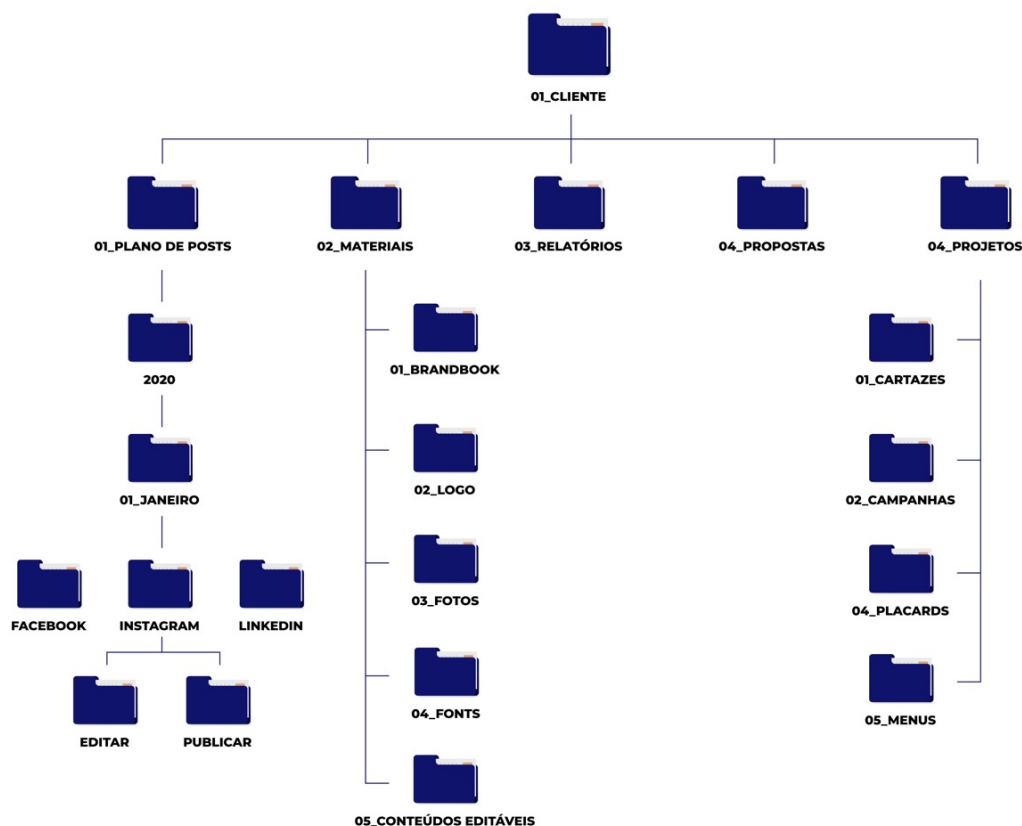 01_CLIENTE
01_PLANO DE POSTS
02_MATERIAIS
03_RELATÓRIOS
04_PROPOSTAS
04_PROJETOS
2020
01_JANEIRO
FACEBOOK
INSTAGRAM
LINKEDIN
EDITAR
PUBLICAR
01_BRANDBOOK
02_LOGO
03_FOTOS
04_FONTS
05_CONTEÚDOS EDITÁVEIS
01_CARTAZES
02_CAMPANHAS
04_PLACARDS
05_MENUS